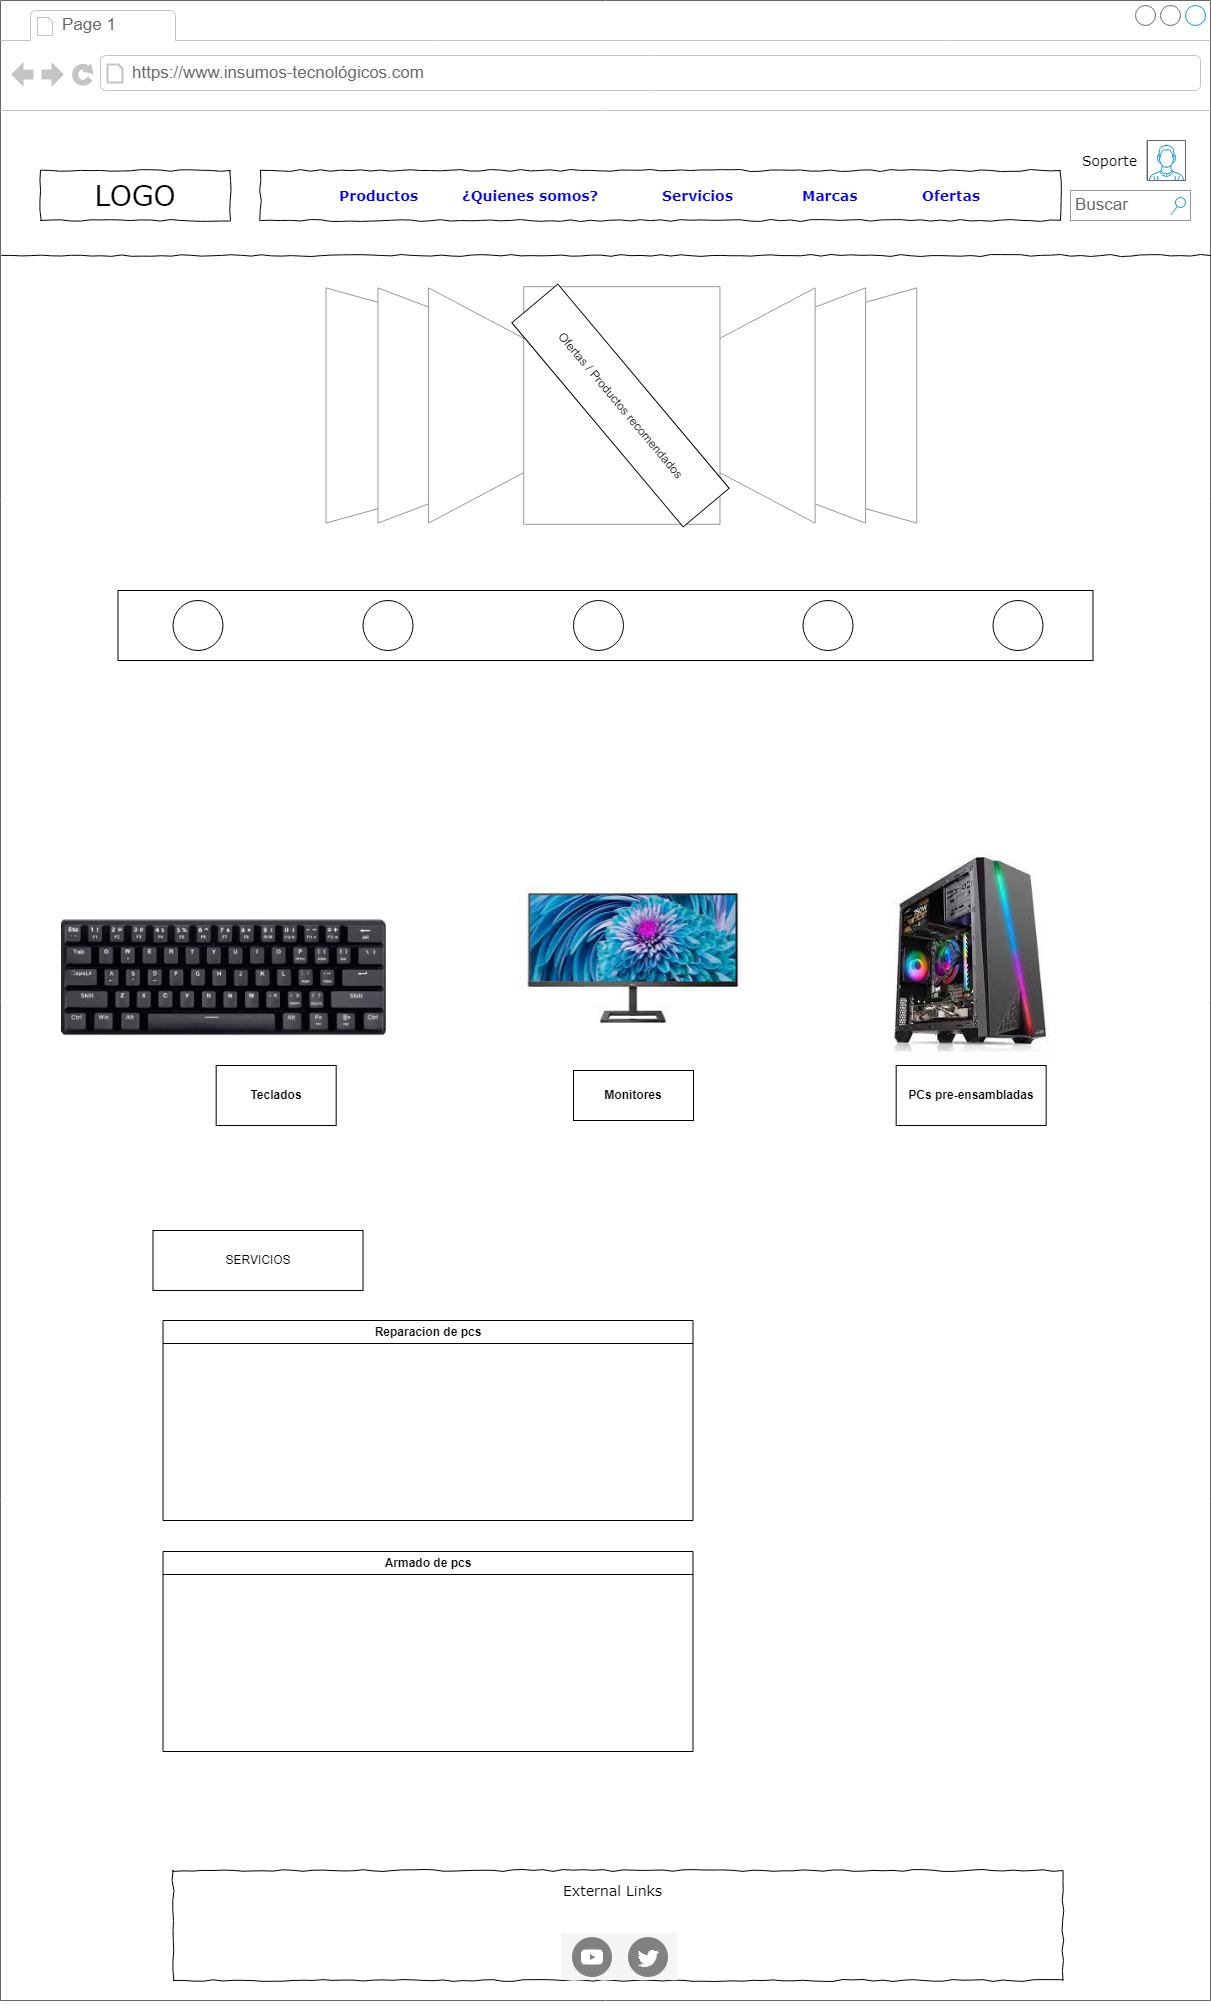 Page 1
https://www.insumos-tecnológicos.com
Soporte
LOGO
Productos ¿Quienes somos? Servicios Marcas Ofertas
Buscar
Ofertas / Productos recomendados
Teclados
Monitores
PCs pre-ensambladas
SERVICIOS
Reparacion de pcs
Armado de pcs
External Links